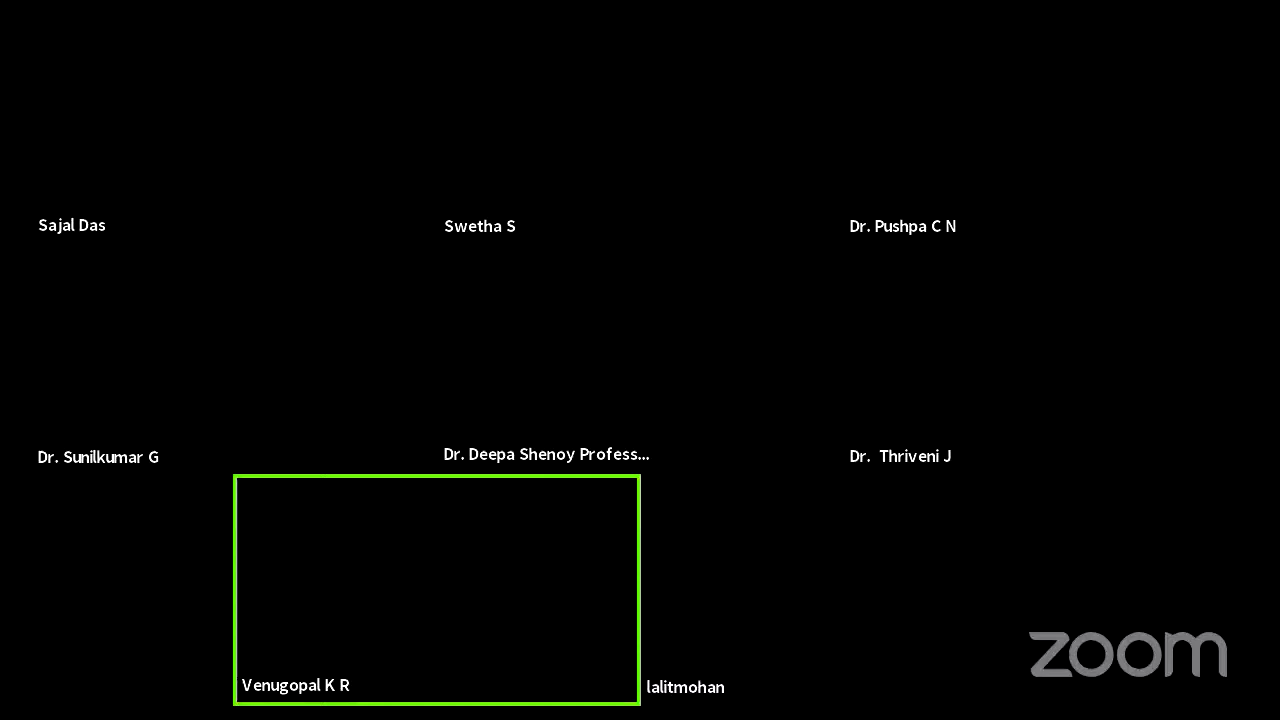 Sajal Das
Swetha S
Dr. Pushpa C N
Dr. Sunilkumar G
Dr. Deepa Shenoy Profess...
Dr. Thriveni J
Venugopal K R
lalitmohan
zoom